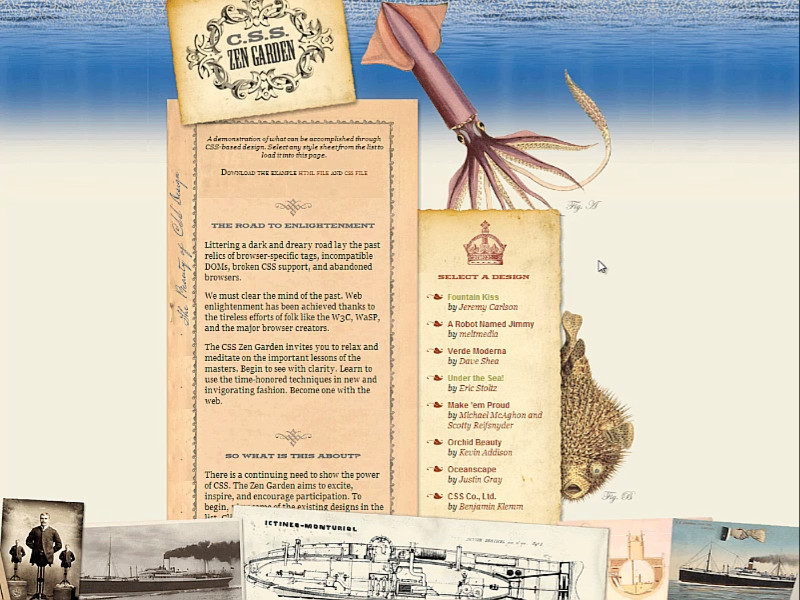 C.S.S.
ZEN GARDEN
A demonstration of what can be accomplished through
CSS-based design. Select any style sheet from the list to
load it into this page.
Download the example html file and css file
The Beauty of CSS Design
THE ROAD TO ENLIGHTENMENT
Littering a dark and dreary road lay the past
relics of browser-specific tags, incompatible
DOMs, broken CSS support, and abandoned
browsers.
We must clear the mind of the past. Web
enlightenment has been achieved thanks to
the tireless efforts of folk like the W3C, WaSP,
and the major browser creators.
The CSS Zen Garden invites you to relax and
meditate on the important lessons of the
masters. Begin to see with clarity. Learn to
use the time-honored techniques in new and
invigorating fashion. Become one with the
web.
SO WHAT IS THIS ABOUT?
There is a continuing need to show the power
of CSS. The Zen Garden aims to excite,
inspire, and encourage participation. To
begin, some of the existing designs in the
list.
Fig. A
SELECT A DESIGN
Fountain Kiss
by Jeremy Carlson
A Robot Named Jimmy
by meltmedia
Verde Moderna
by Dave Shea
Under the Sea!
by Eric Stoltz
Make 'em Proud
by Michael McAghon and
Scotty Reifsnyder
Orchid Beauty
by Kevin Addison
Oceanscape
by Justin Gray
CSS Co., Ltd.
by Benjamin Klemm
Fig. B
ICTINEO-MONTURIOL